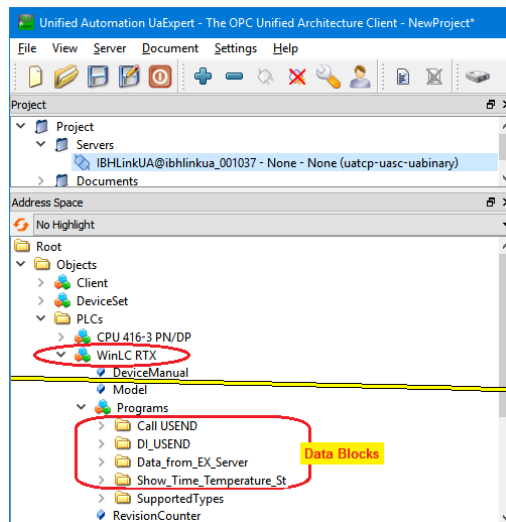 Unified Automation UaExpert - The OPC Unified Architecture Client - NewProject*
File View Server Document Settings Help
Project
Project
Servers
IBHLinkUA@ibhlinkua_001037 - None - None (uatcp-uasc-uabinary)
Documents
Address Space
No Highlight
Root
Objects
Client
DeviceSet
PLCs
CPU 416-3 PN/DP
WinLC RTX
DeviceManual
Model
Programs
Call USEND
DI_USEND
Data_from_EX_Server
Data Blocks
Show_Time_Temperature_St
SupportedTypes
RevisionCounter